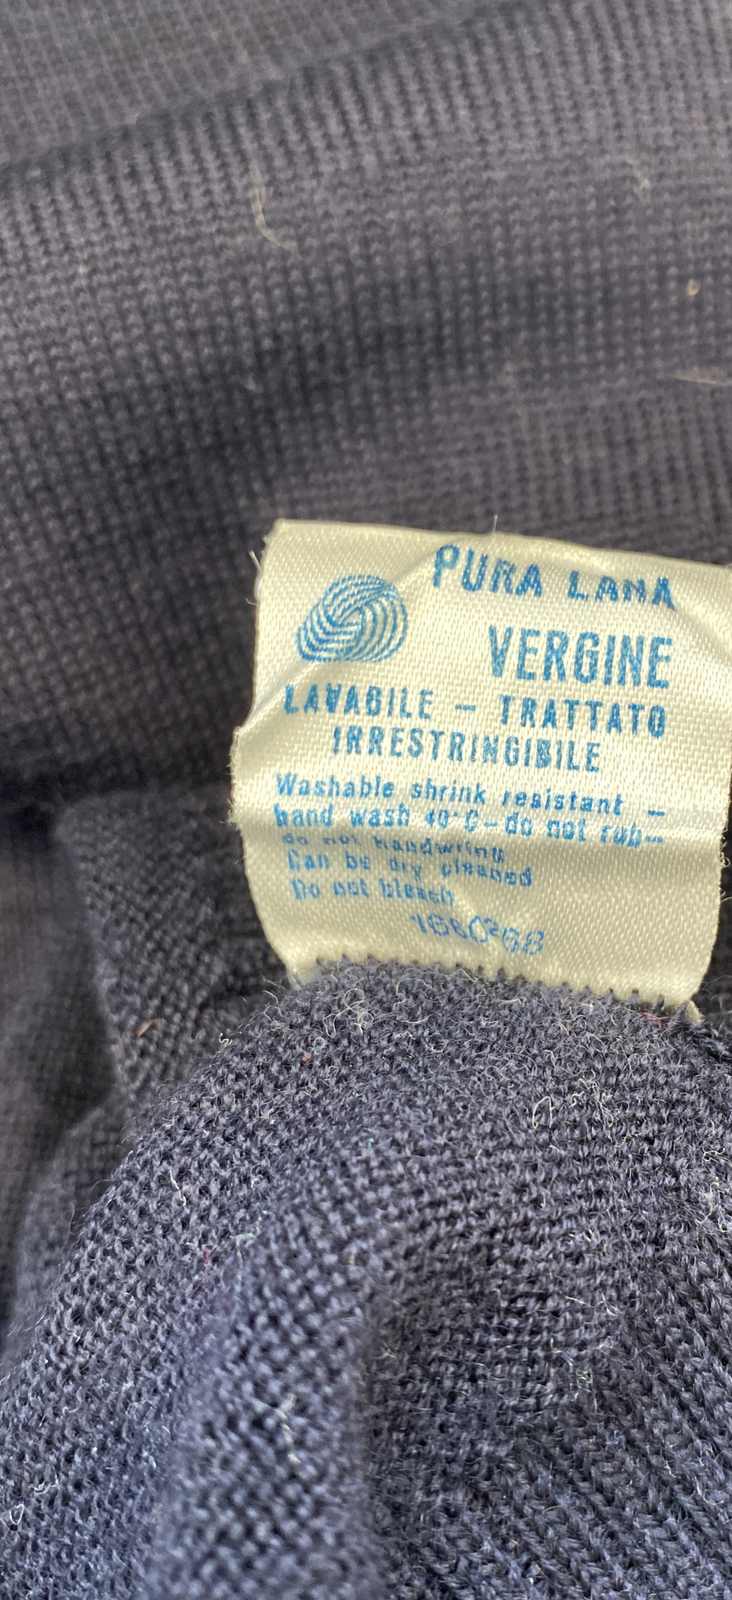 PURA LANA
VERGINE
LAVABILE – TRATTATO
IRRESTRINGIBILE
Washable shrink resistant –
hand wash 40°C – do not rub –
do not handwring
Can be dry cleaned
Do not bleach